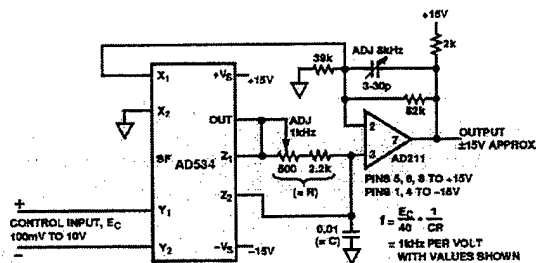 +15V
2k
39k
ADJ 8kHz
3-30p
X1
+VS
+15V
82k
X2
OUT
ADJ
1kHz
2
7
OUTPUT
±15V APPROX.
SF
AD534
Z1
500
2.2k
3
AD211
(= R)
PINS 5, 6, 8 TO +15V
PINS 1, 4 TO -15V
Z2
+
Y1
CONTROL INPUT, EC
100mV TO 10V
0.01
(= C)
f = EC/40 • 1/CR
= 1kHz PER VOLT
WITH VALUES SHOWN
-
Y2
-VS
-15V